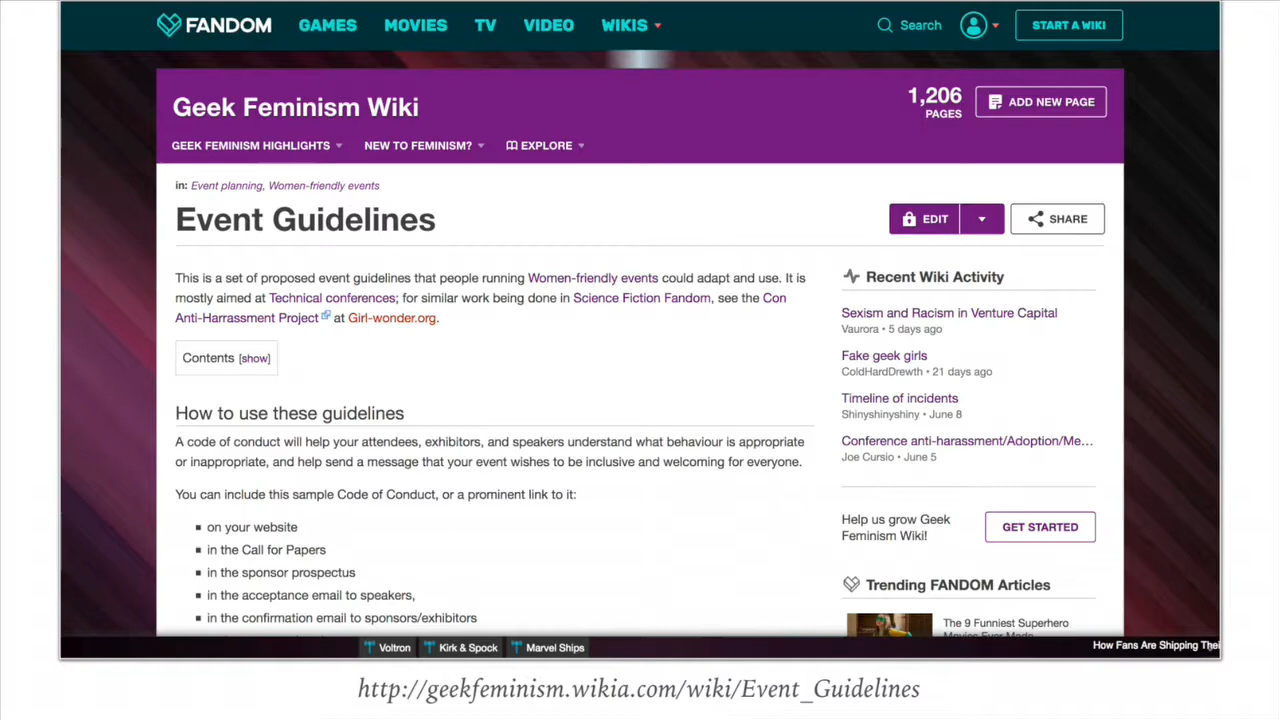 FANDOM GAMES MOVIES TV VIDEO WIKIS Search START A WIKI
Geek Feminism Wiki
1,206
PAGES
ADD NEW PAGE
GEEK FEMINISM HIGHLIGHTS NEW TO FEMINISM? EXPLORE
in: Event planning, Women-friendly events
Event Guidelines
EDIT SHARE
This is a set of proposed event guidelines that people running Women-friendly events could adapt and use. It is
mostly aimed at Technical conferences; for similar work being done in Science Fiction Fandom, see the Con
Anti-Harrassment Project at Girl-wonder.org.
Contents [show]
How to use these guidelines
A code of conduct will help your attendees, exhibitors, and speakers understand what behaviour is appropriate
or inappropriate, and help send a message that your event wishes to be inclusive and welcoming for everyone.
You can include this sample Code of Conduct, or a prominent link to it:
▪ on your website
▪ in the Call for Papers
▪ in the sponsor prospectus
▪ in the acceptance email to speakers,
▪ in the confirmation email to sponsors/exhibitors
Recent Wiki Activity
Sexism and Racism in Venture Capital
Vaurora • 5 days ago
Fake geek girls
ColdHardDrewth • 21 days ago
Timeline of incidents
Shinyshinyshiny • June 8
Conference anti-harassment/Adoption/Me...
Joe Cursio • June 5
Help us grow Geek
Feminism Wiki!
GET STARTED
Trending FANDOM Articles
The 9 Funniest Superhero
Movies Ever Made
Voltron Kirk & Spock Marvel Ships
How Fans Are Shipping
http://geekfeminism.wikia.com/wiki/Event_Guidelines